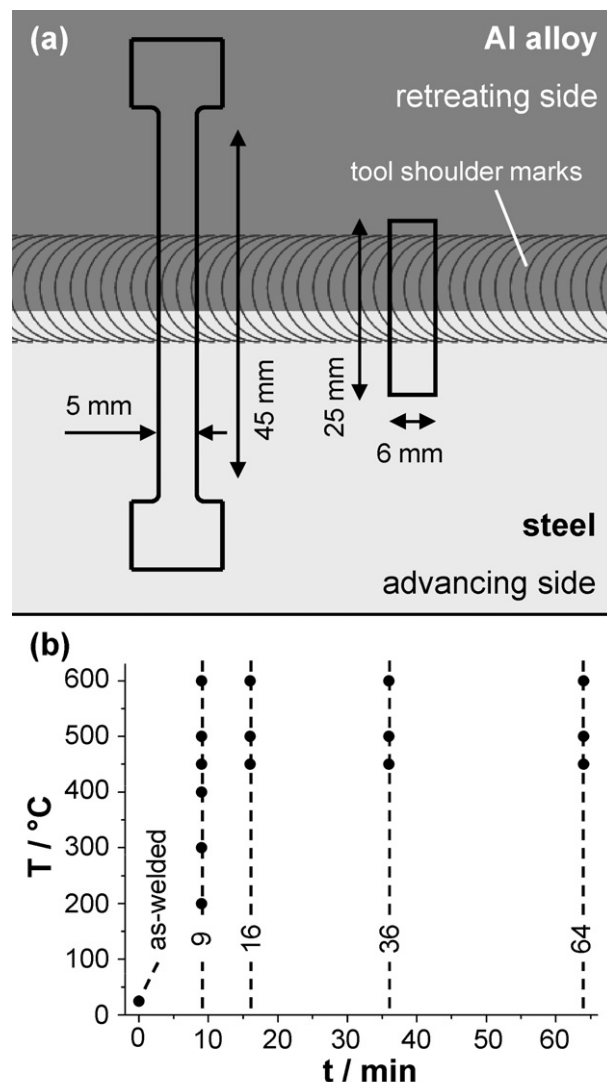 (a)
Al alloy
retreating side
tool shoulder marks
5 mm
45 mm
25 mm
6 mm
steel
advancing side
(b)
T / °C
600
500
400
300
200
100
0
as-welded
9
16
36
64
0
10
20
30
40
50
60
t / min